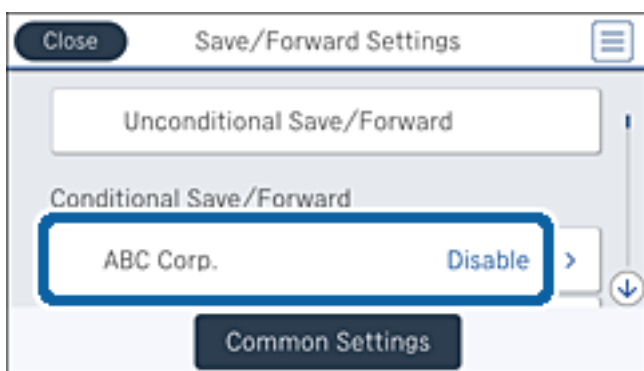 Close Save/Forward Settings
Unconditional Save/Forward
Conditional Save/Forward
ABC Corp. Disable >
Common Settings